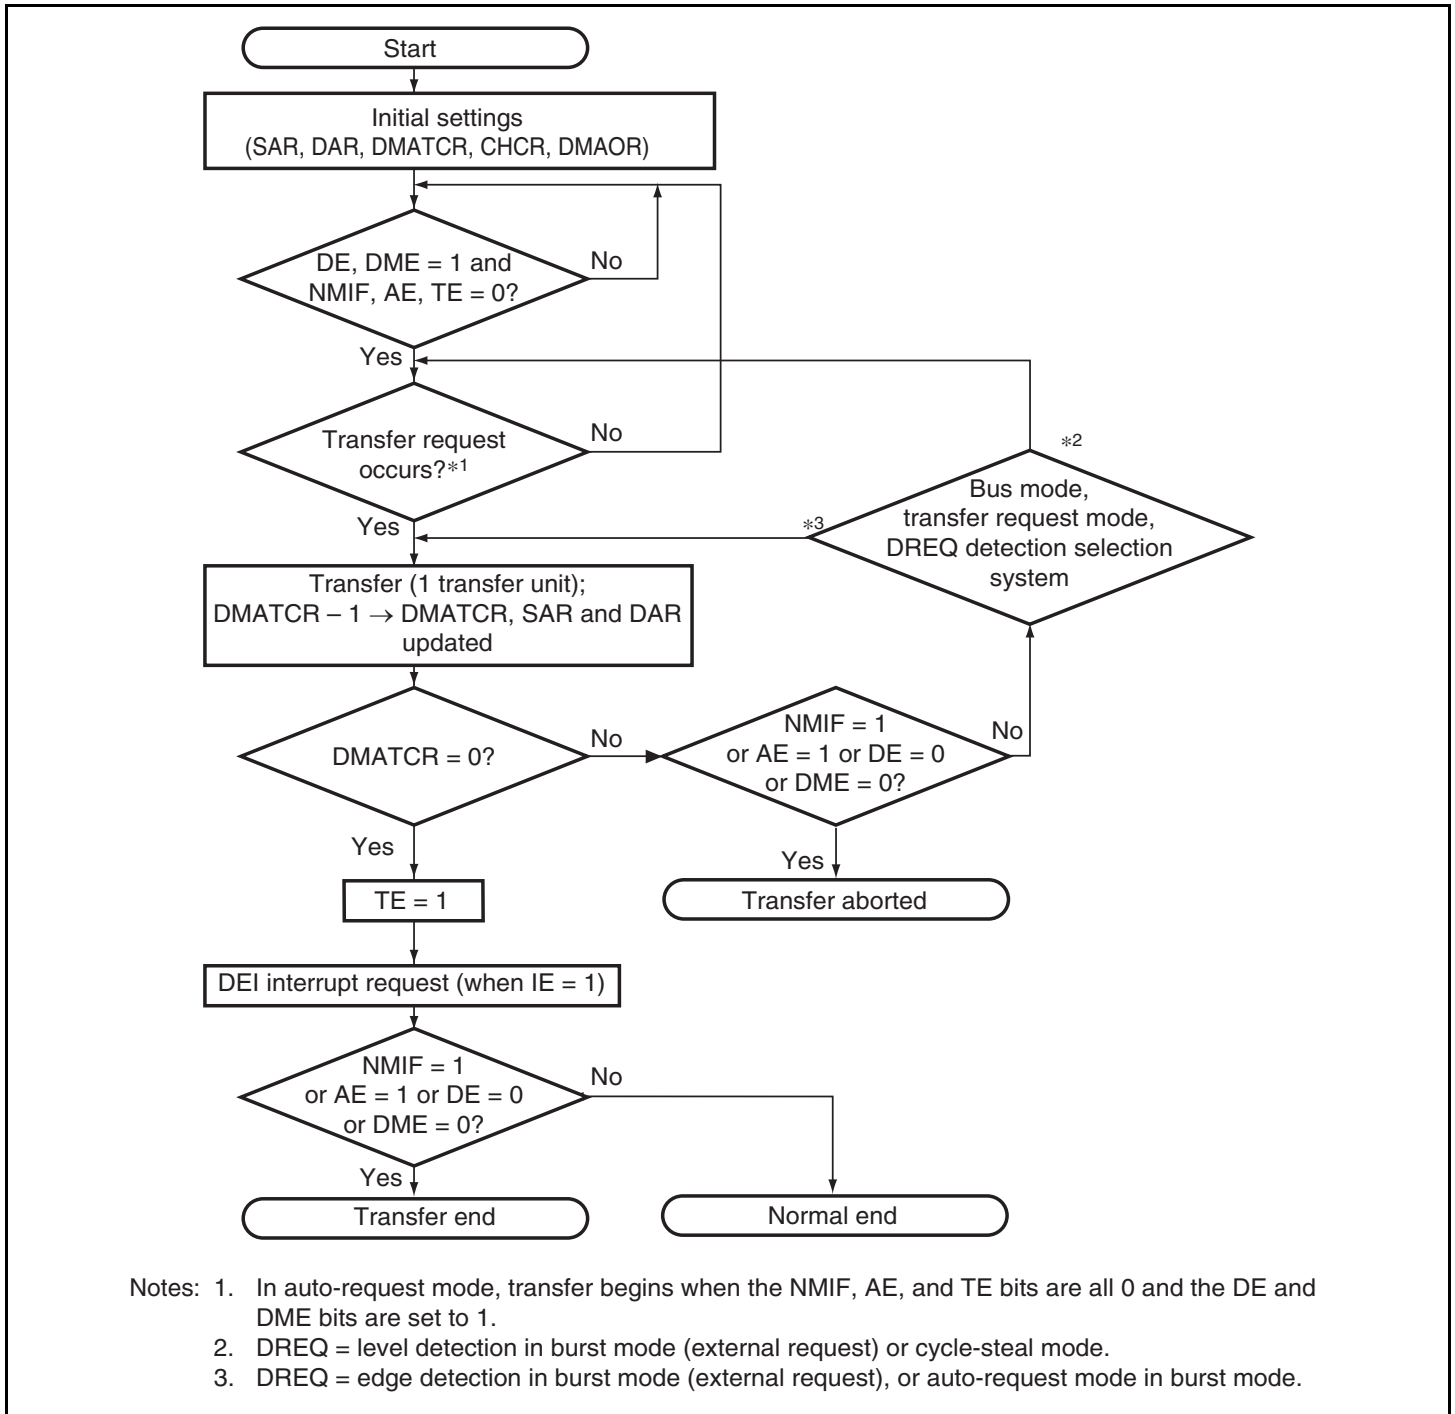 Start
Initial settings
(SAR, DAR, DMATCR, CHCR, DMAOR)
DE, DME = 1 and
NMIF, AE, TE = 0?
No
Yes
Transfer request
occurs?*1
No
Yes
*2
Bus mode,
transfer request mode,
DREQ detection selection
system
*3
Transfer (1 transfer unit);
DMATCR – 1 → DMATCR, SAR and DAR
updated
DMATCR = 0?
No
NMIF = 1
or AE = 1 or DE = 0
or DME = 0?
No
Yes
Yes
Transfer aborted
TE = 1
DEI interrupt request (when IE = 1)
NMIF = 1
or AE = 1 or DE = 0
or DME = 0?
No
Yes
Transfer end
Normal end
Notes: 1. In auto-request mode, transfer begins when the NMIF, AE, and TE bits are all 0 and the DE and
DME bits are set to 1.
2. DREQ = level detection in burst mode (external request) or cycle-steal mode.
3. DREQ = edge detection in burst mode (external request), or auto-request mode in burst mode.